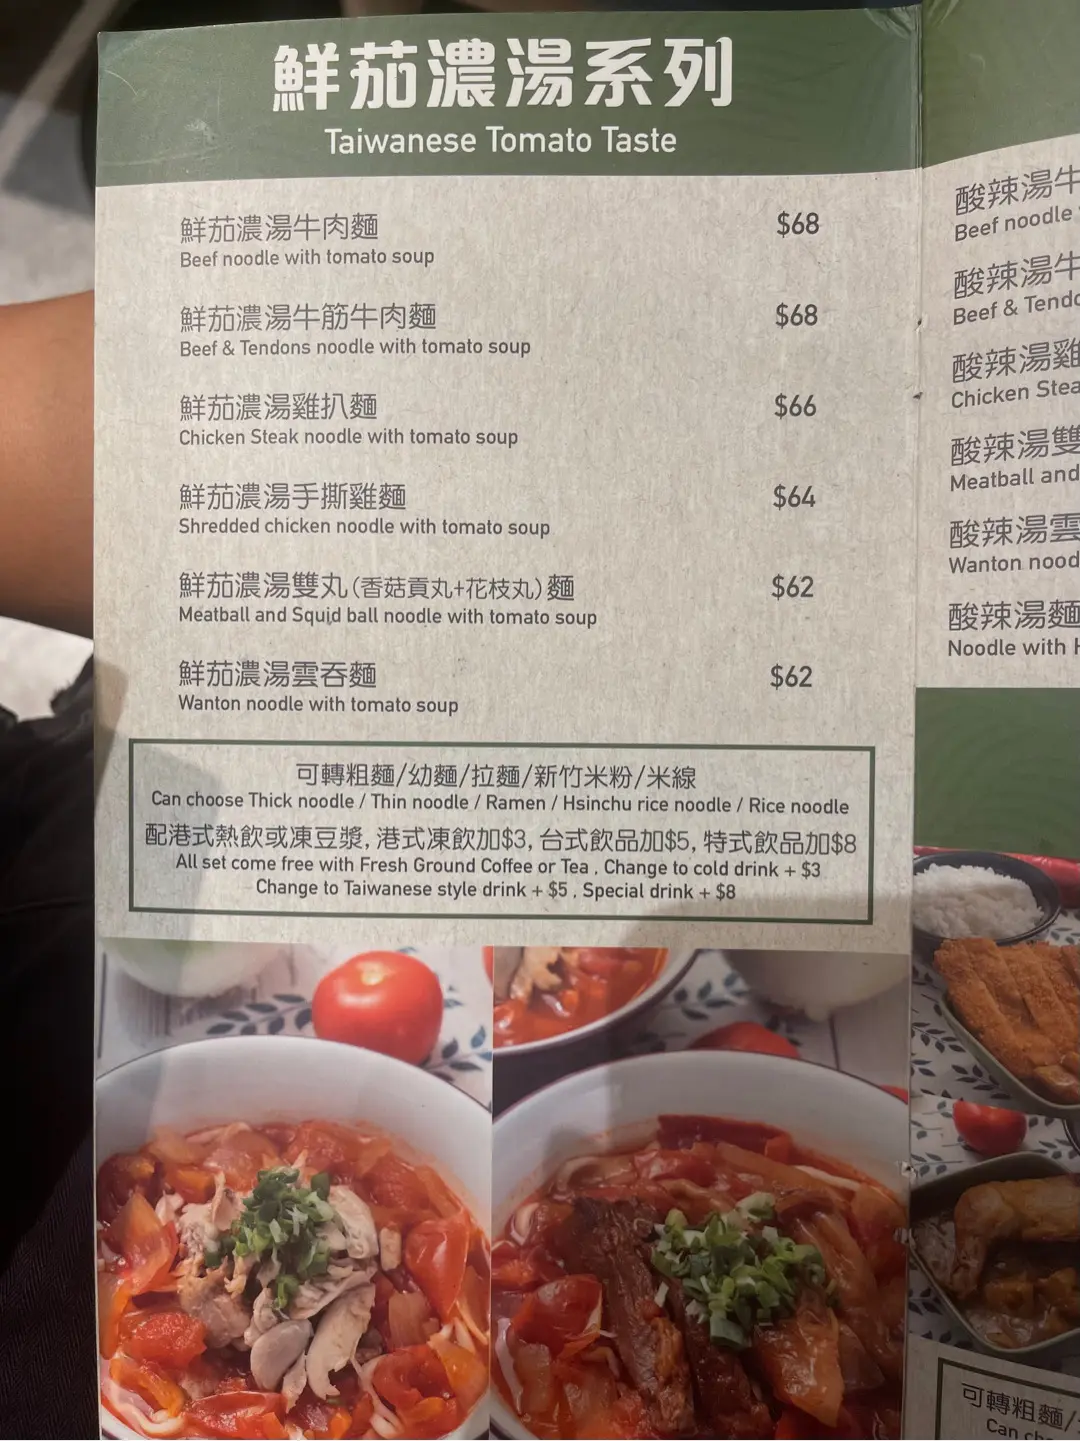 鮮茄濃湯系列
Taiwanese Tomato Taste
鮮茄濃湯牛肉麵 $68
Beef noodle with tomato soup
鮮茄濃湯牛筋牛肉麵 $68
Beef & Tendons noodle with tomato soup
鮮茄濃湯雞扒麵 $66
Chicken Steak noodle with tomato soup
鮮茄濃湯手撕雞麵 $64
Shredded chicken noodle with tomato soup
鮮茄濃湯雙丸(香菇貢丸+花枝丸)麵 $62
Meatball and Squid ball noodle with tomato soup
鮮茄濃湯雲吞麵 $62
Wanton noodle with tomato soup
可轉粗麵/幼麵/拉麵/新竹米粉/米線
Can choose Thick noodle / Thin noodle / Ramen / Hsinchu rice noodle / Rice noodle
配港式熱飲或凍豆漿, 港式凍飲加$3, 台式飲品加$5, 特式飲品加$8
All set come free with Fresh Ground Coffee or Tea . Change to cold drink + $3
Change to Taiwanese style drink + $5 . Special drink + $8
酸辣湯牛
Beef noodle
酸辣湯牛
Beef & Tendo
酸辣湯雞
Chicken Stea
酸辣湯雙
Meatball and
酸辣湯雲
Wanton nood
酸辣湯麵
Noodle with
可轉粗麵/
Can cho